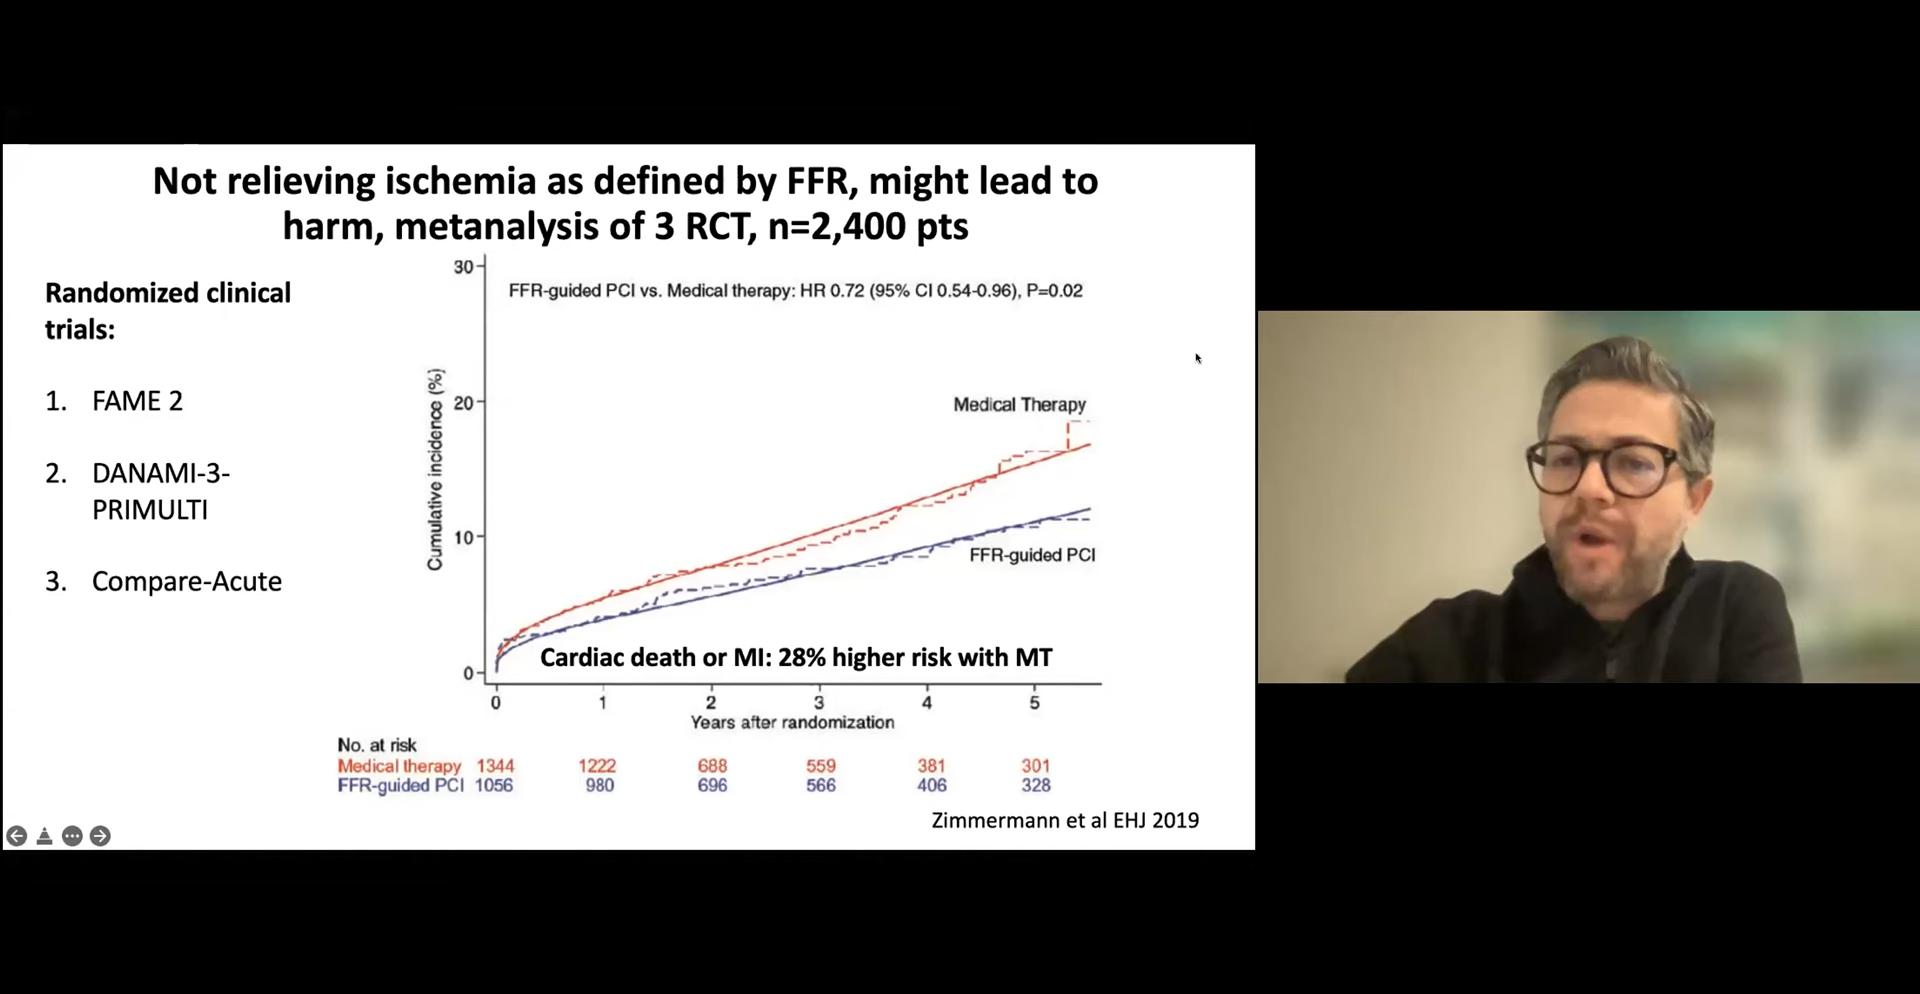 Not relieving ischemia as defined by FFR, might lead to
harm, metanalysis of 3 RCT, n=2,400 pts
Randomized clinical
trials:
1. FAME 2
2. DANAMI-3-
PRIMULTI
3. Compare-Acute
FFR-guided PCI vs. Medical therapy: HR 0.72 (95% CI 0.54-0.96), P=0.02
Cumulative incidence (%)
30
20
10
0
Medical Therapy
FFR-guided PCI
Cardiac death or MI: 28% higher risk with MT
0 1 2 3 4 5
Years after randomization
No. at risk
Medical therapy 1344 1222 688 559 381 301
FFR-guided PCI 1056 980 696 566 406 328
Zimmermann et al EHJ 2019